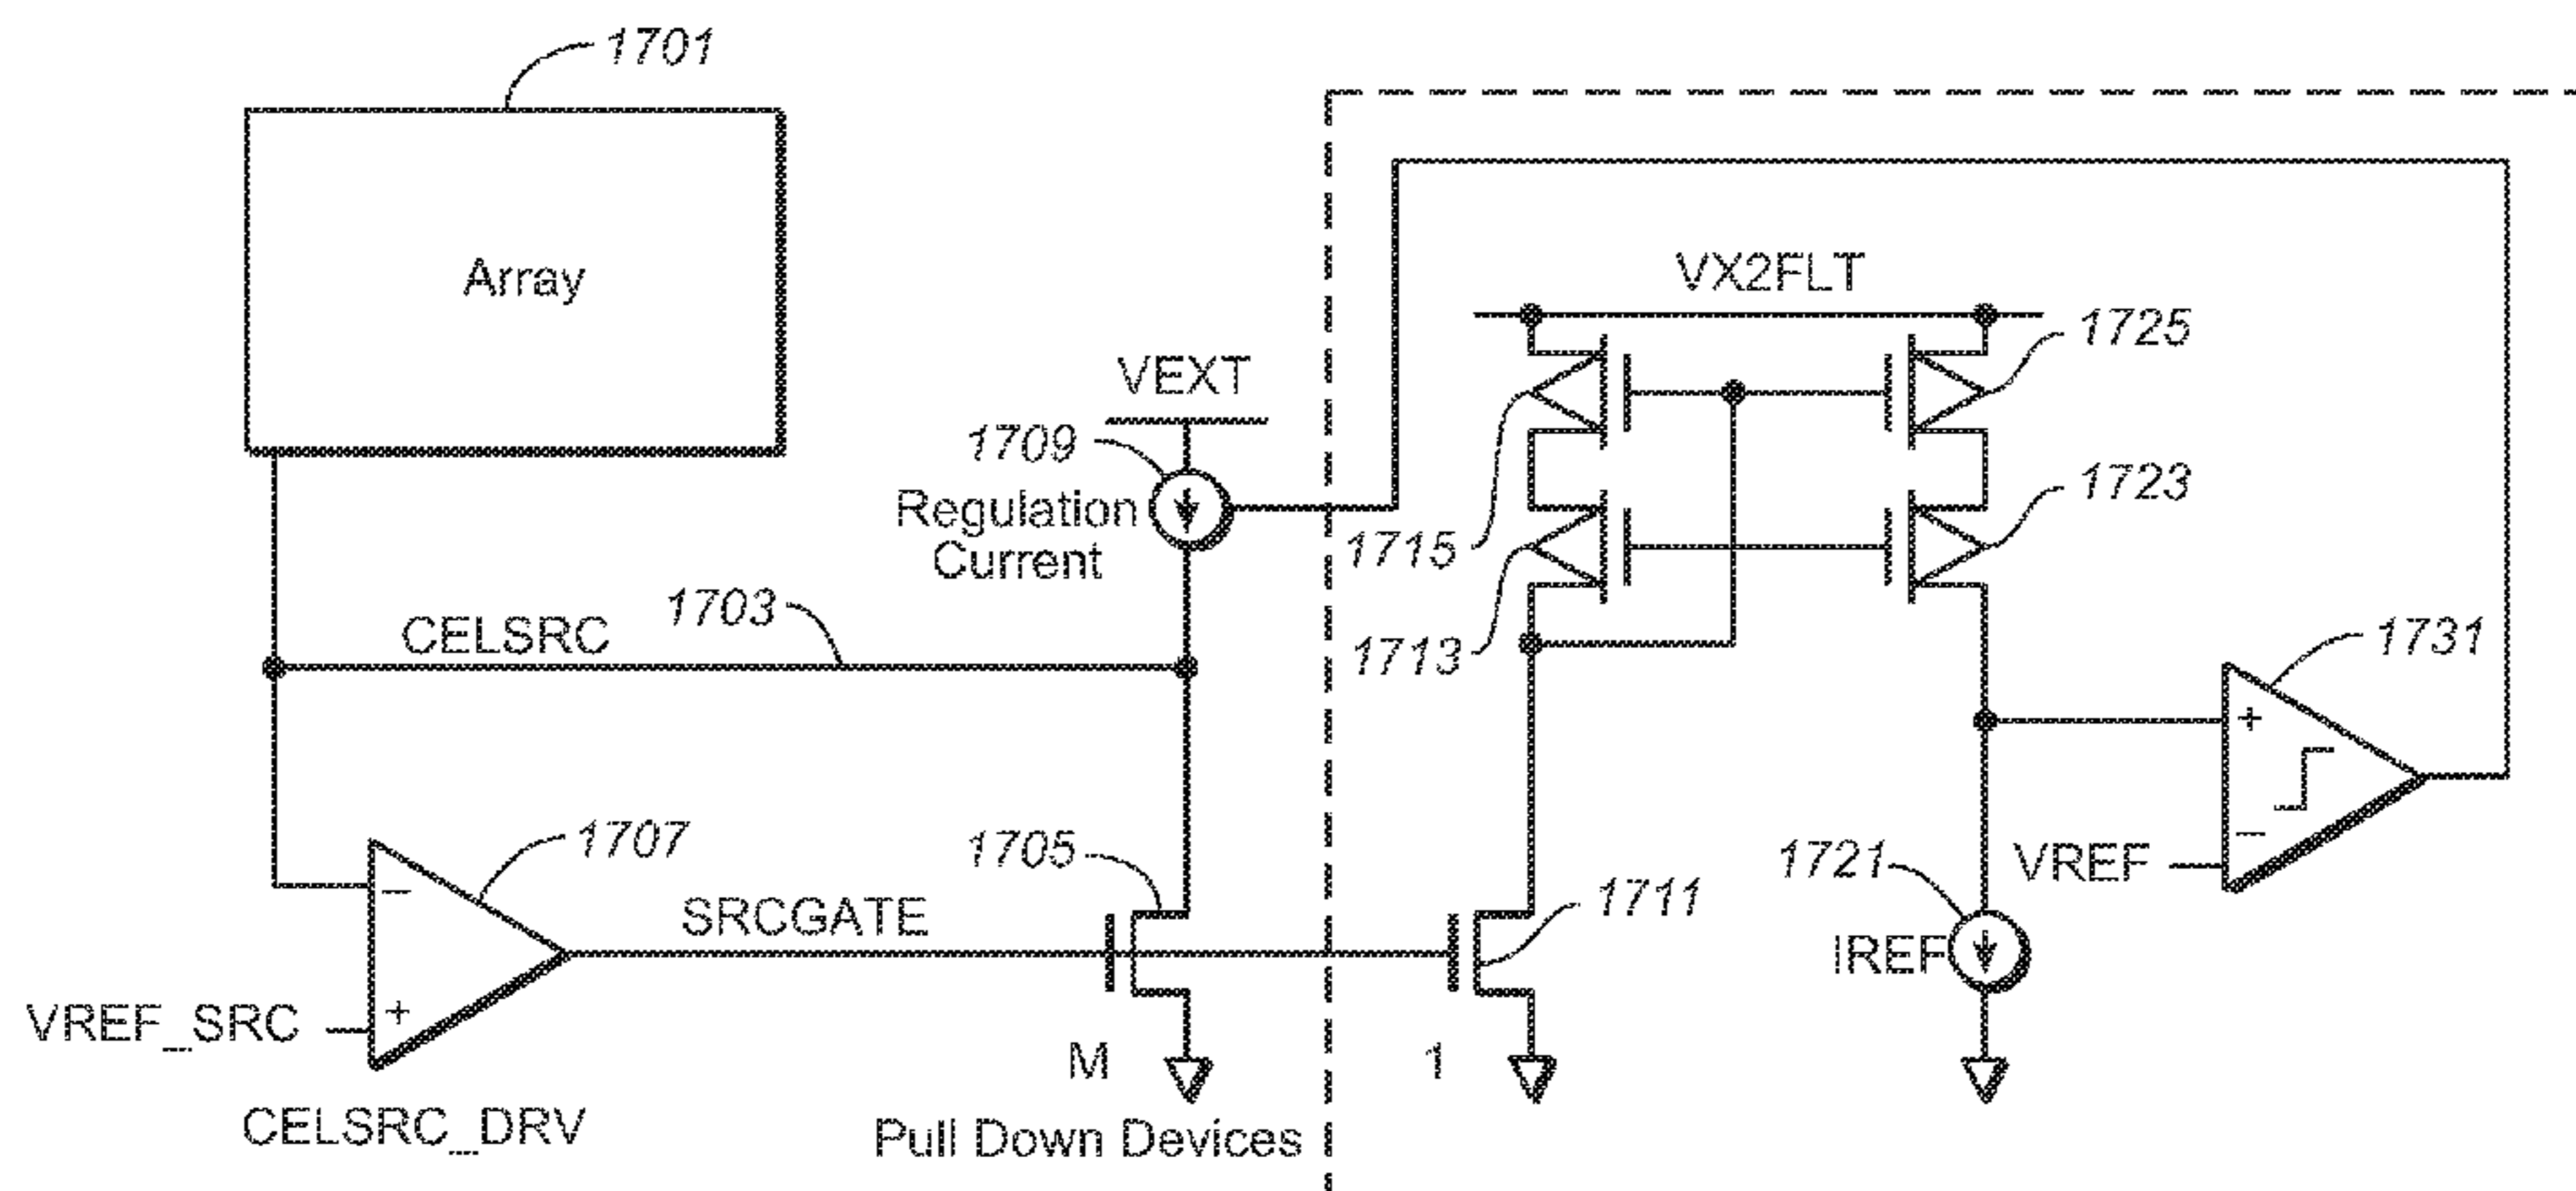 1701
Array
VX2FLT
1725
VEXT
1709
Regulation
Current
1723
1715
1713
1703
CELSRC
1731
+
−
1707
1705
SRCGATE
1721
VREF
1711
IREF
−
+
VREF_SRC
M
1
CELSRC_DRV
Pull Down Devices